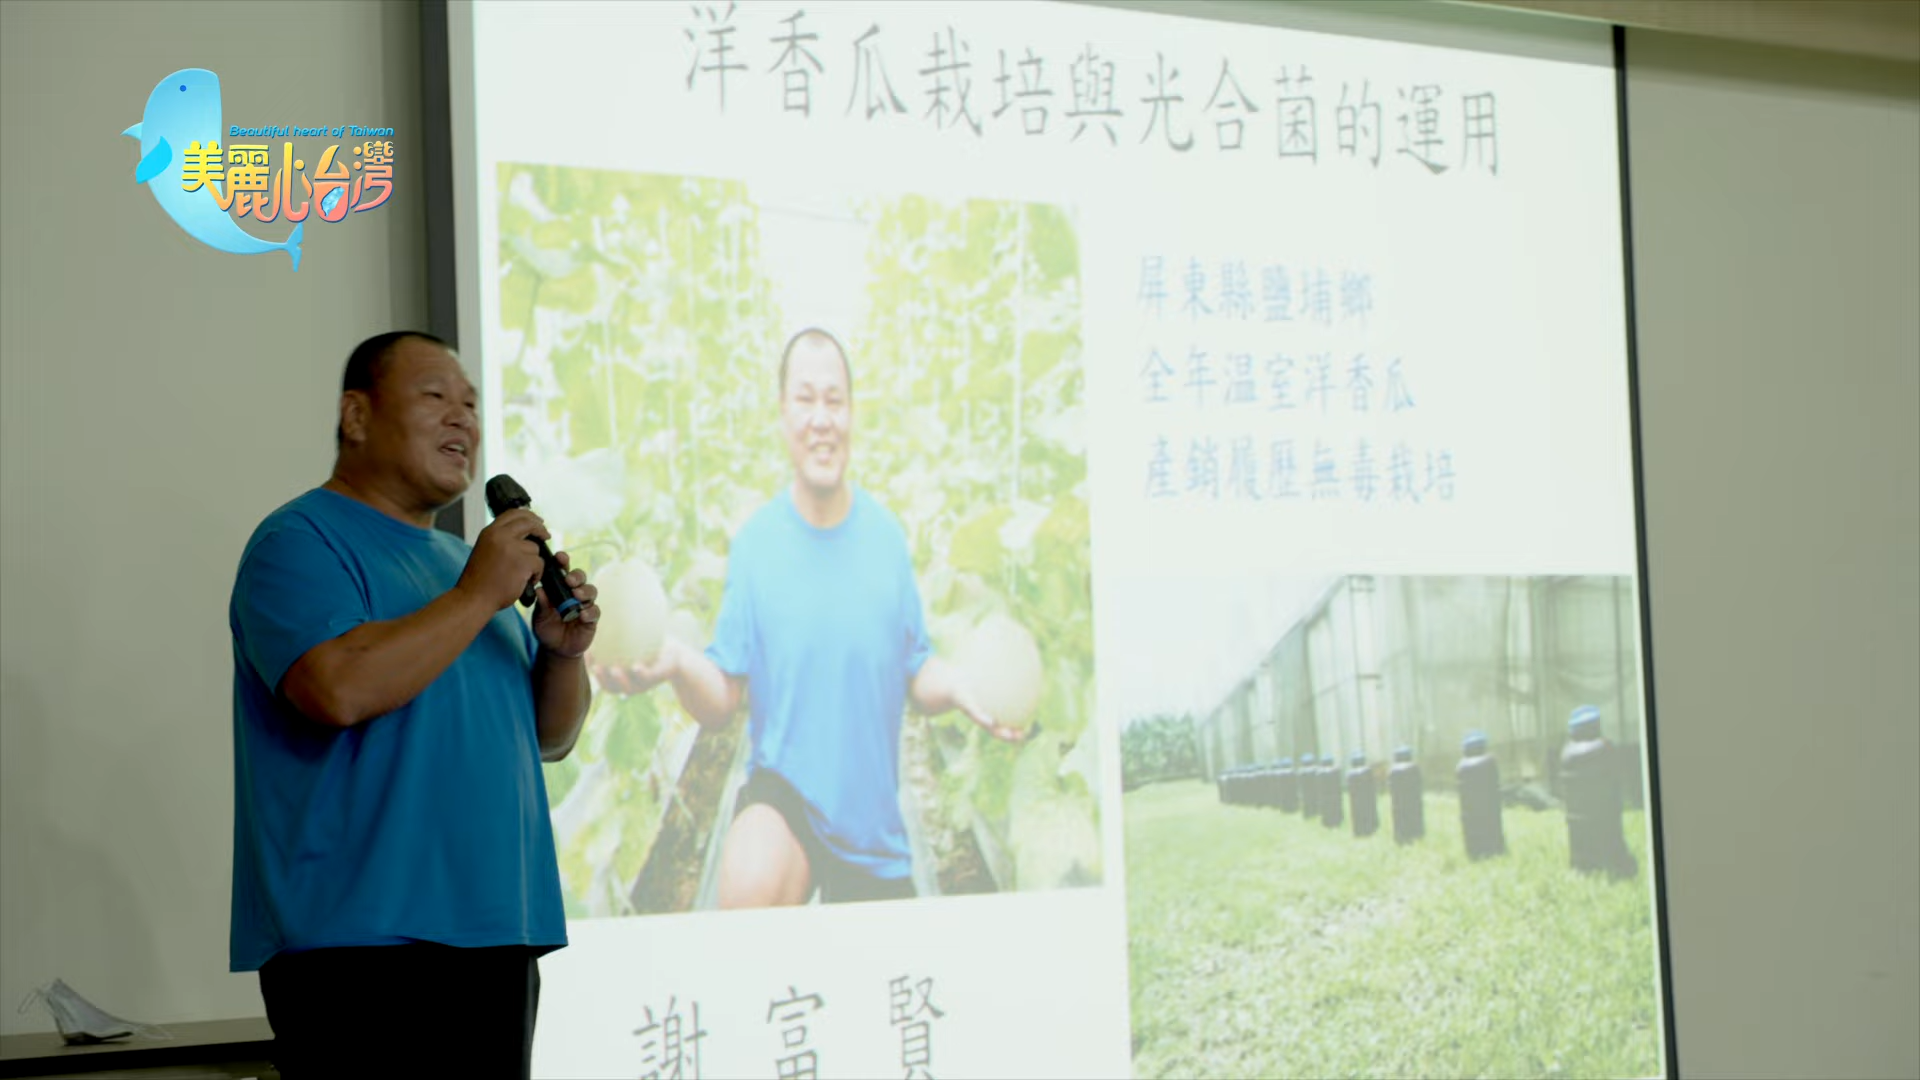 Beautiful heart of Taiwan
美麗心台灣
洋香瓜栽培與光合菌的運用
屏東縣鹽埔鄉
全年溫室洋香瓜
產銷履歷無毒栽培
謝富賢